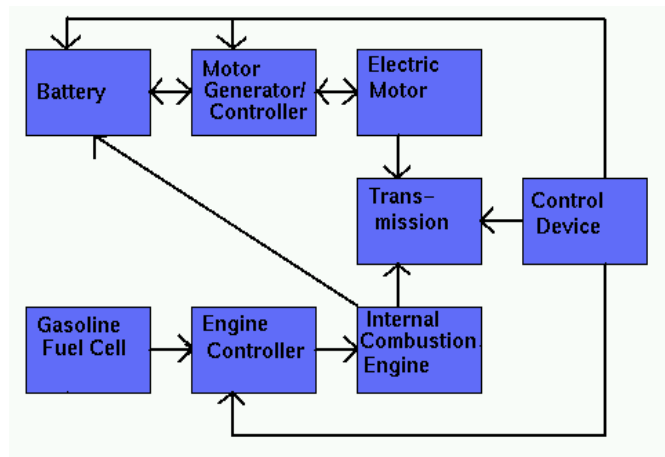 Battery
Motor
Generator/
Controller
Electric
Motor
Trans-
mission
Control
Device
Gasoline
Fuel Cell
Engine
Controller
Internal
Combustion
Engine